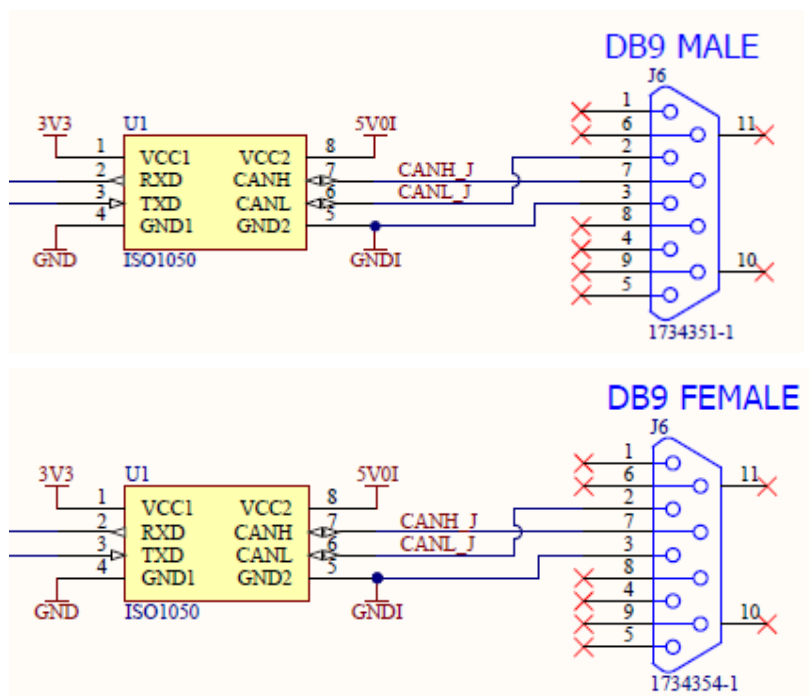 DB9 MALE
J6
3V3 U1 5V0I
1 VCC1 VCC2 8
2 RXD CANH 7 CANH_J
3 TXD CANL 6 CANL_J
4 GND1 GND2 5
GND ISO1050 GNDI
1
6 11
2
7
3
8
4
9 10
5
1734351-1
DB9 FEMALE
J6
3V3 U1 5V0I
1 VCC1 VCC2 8
2 RXD CANH 7 CANH_J
3 TXD CANL 6 CANL_J
4 GND1 GND2 5
GND ISO1050 GNDI
1
6 11
2
7
3
8
4
9 10
5
1734354-1